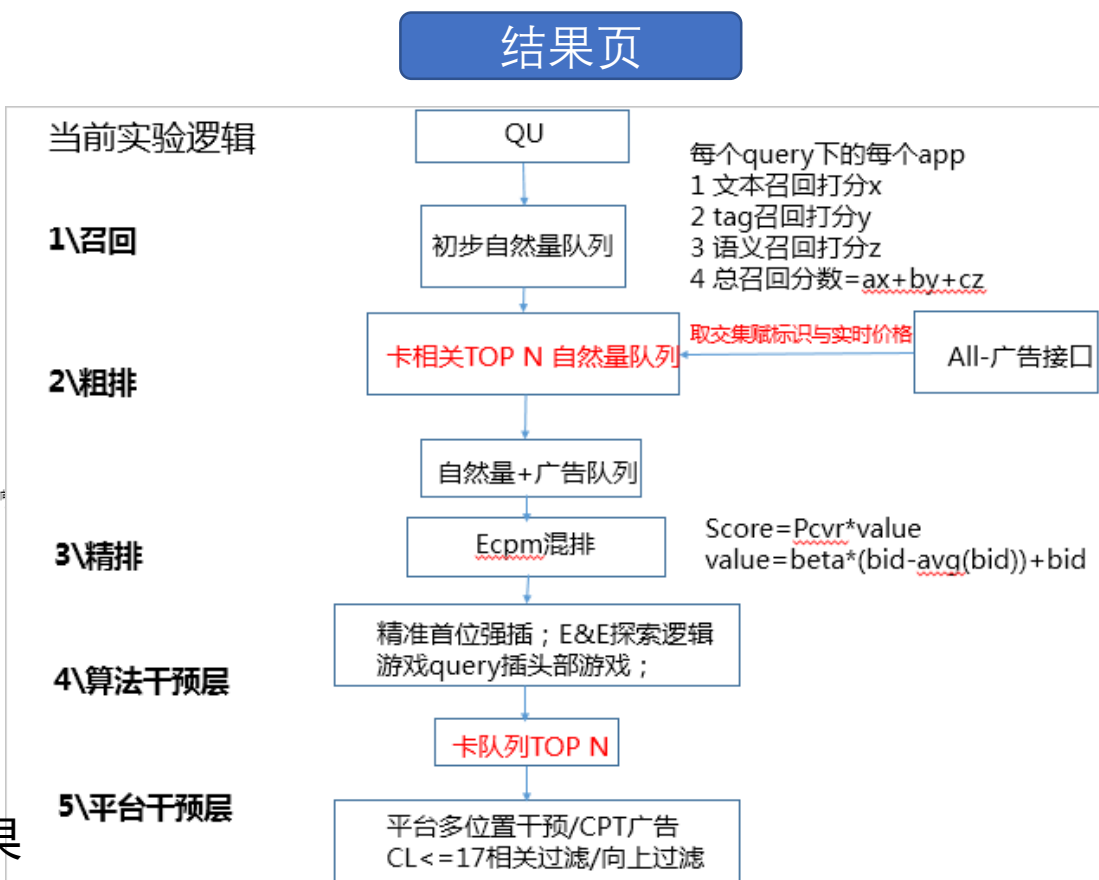 结果页
当前实验逻辑
QU
每个query下的每个app
1 文本召回打分x
2 tag召回打分y
3 语义召回打分z
4 总召回分数=ax+by+cz
1\召回
初步自然量队列
2\粗排
卡相关TOP N 自然量队列
取交集赋标识与实时价格
All-广告接口
自然量+广告队列
3\精排
Ecpm混排
Score=Pcvr*value
value=beta*(bid-avg(bid))+bid
4\算法干预层
精准首位强插；E&E探索逻辑
游戏query插头部游戏；
卡队列TOP N
5\平台干预层
平台多位置干预/CPT广告
CL<=17相关过滤/向上过滤
果